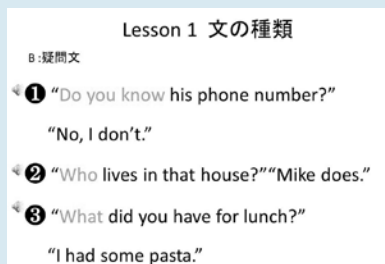 Lesson 1 文の種類
B:疑問文
❶ “Do you know his phone number?”
“No, I don’t.”
❷ “Who lives in that house?”“Mike does.”
❸ “What did you have for lunch?”
“I had some pasta.”